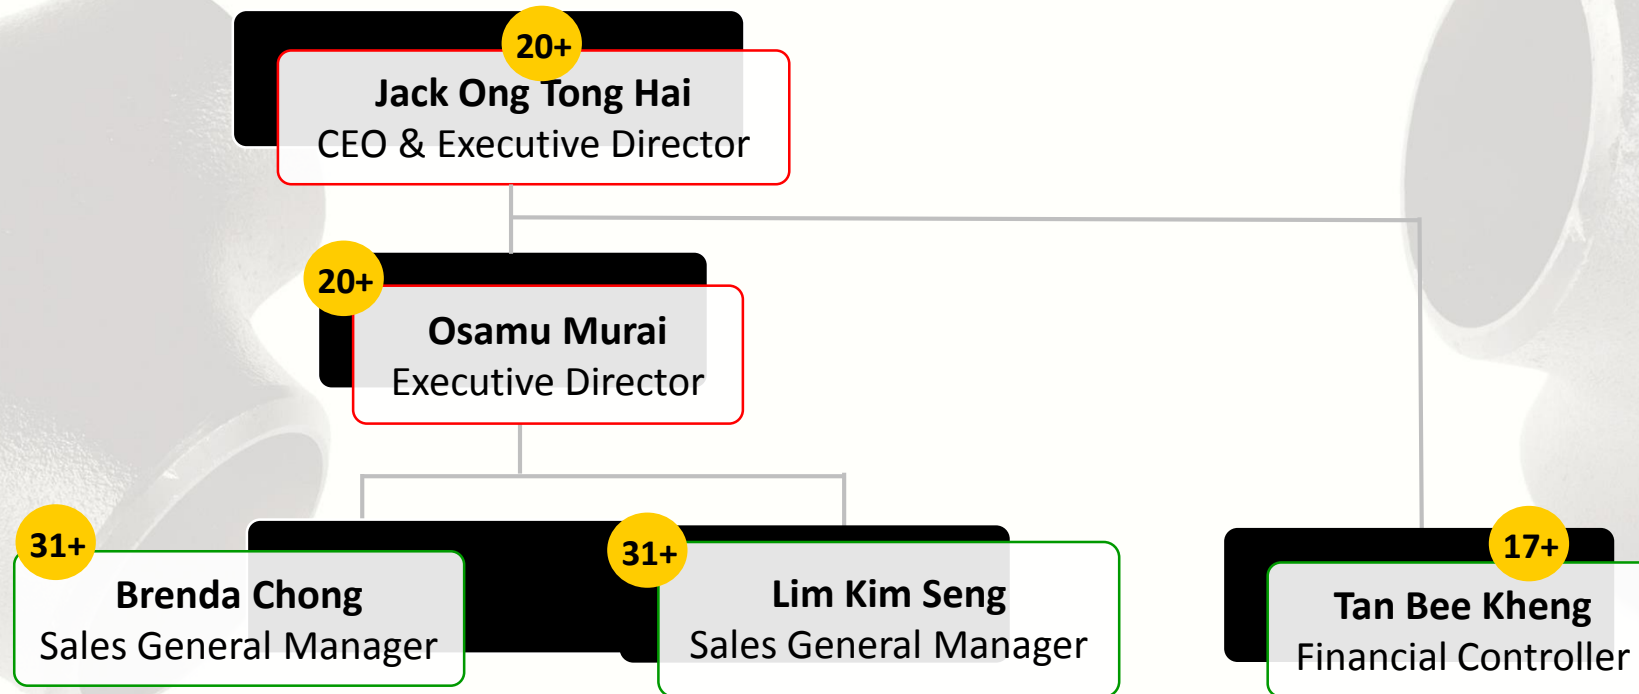 20+
Jack Ong Tong Hai
CEO & Executive Director
20+
Osamu Murai
Executive Director
31+
Brenda Chong
Sales General Manager
31+
Lim Kim Seng
Sales General Manager
17+
Tan Bee Kheng
Financial Controller